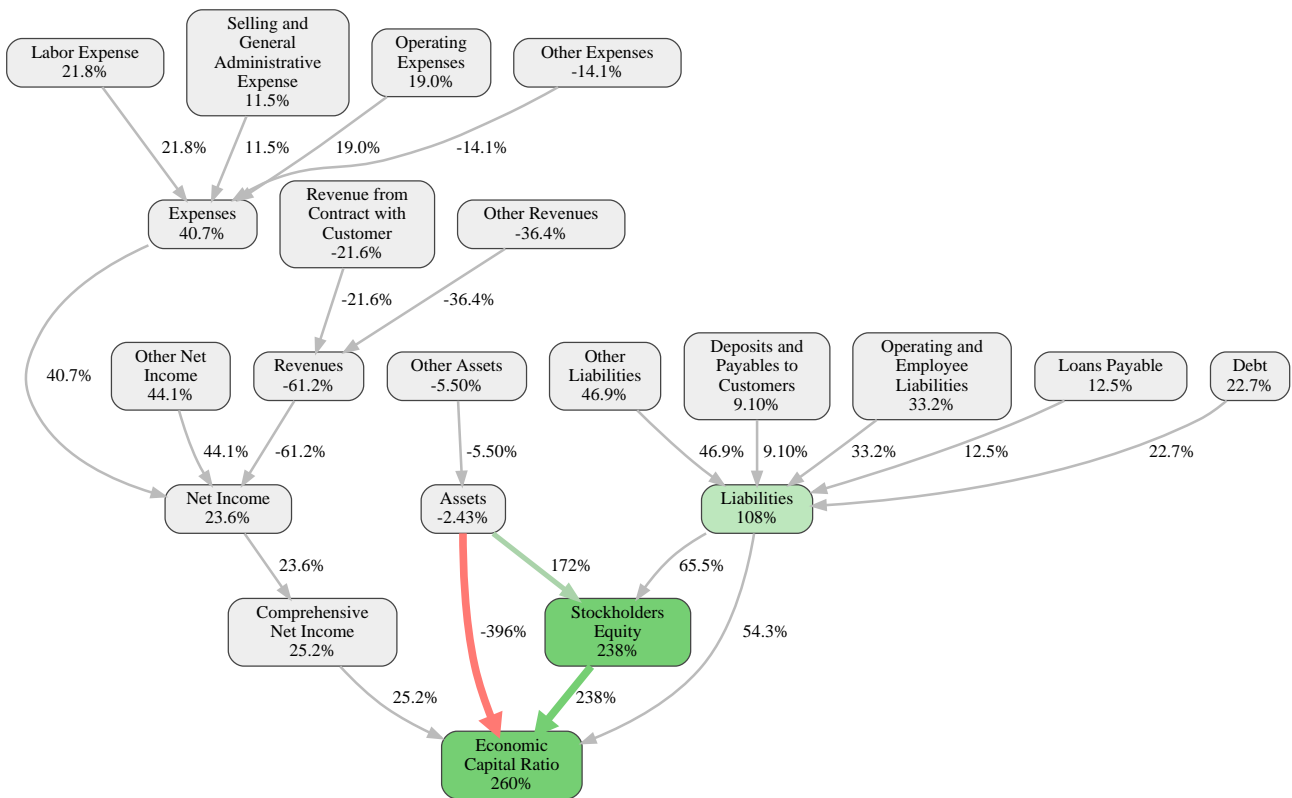 Labor Expense
21.8%
Selling and
General
Administrative
Expense
11.5%
Operating
Expenses
19.0%
Other Expenses
-14.1%
21.8%
11.5%
19.0%
-14.1%
Expenses
40.7%
Revenue from
Contract with
Customer
-21.6%
Other Revenues
-36.4%
-21.6%
-36.4%
40.7%
Other Net
Income
44.1%
Revenues
-61.2%
Other Assets
-5.50%
Other
Liabilities
46.9%
Deposits and
Payables to
Customers
9.10%
Operating and
Employee
Liabilities
33.2%
Loans Payable
12.5%
Debt
22.7%
44.1%
-61.2%
-5.50%
46.9%
9.10%
33.2%
12.5%
22.7%
Net Income
23.6%
Assets
-2.43%
Liabilities
108%
23.6%
172%
65.5%
Comprehensive
Net Income
25.2%
-396%
Stockholders
Equity
238%
54.3%
25.2%
238%
Economic
Capital Ratio
260%